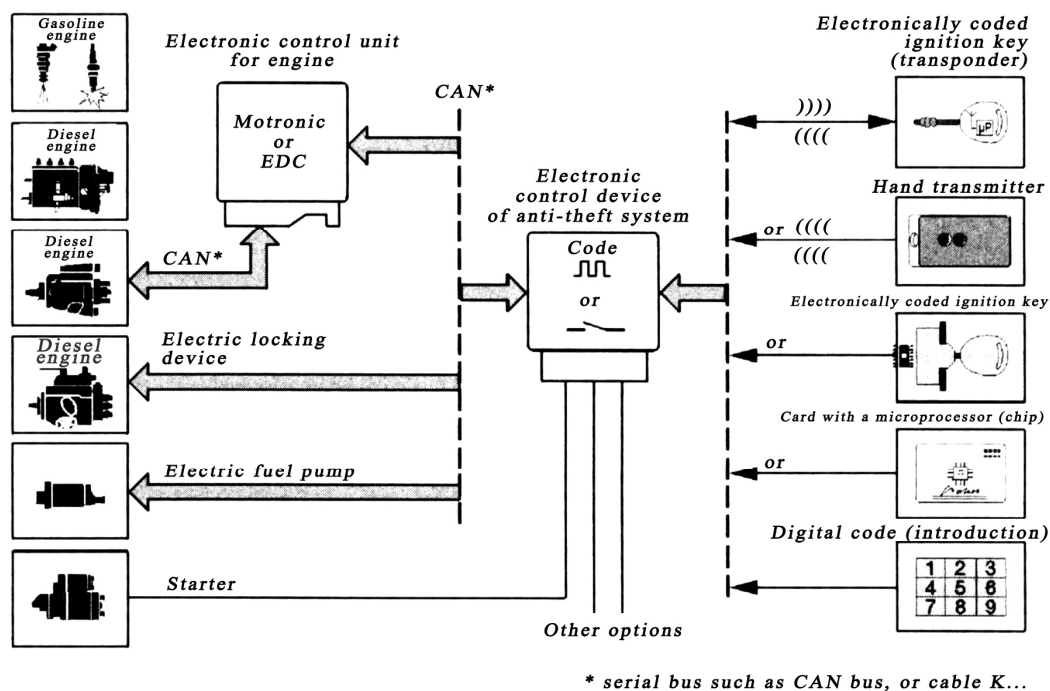 Gasoline
engine
Diesel
engine
Diesel
engine
Diesel
engine
Electronic control unit
for engine
Motronic
or
EDC
CAN*
CAN*
Electric locking
device
Electric fuel pump
Starter
Electronic
control device
of anti-theft system
Code
or
Other options
Electronically coded
ignition key
(transponder)
))))
((((
µP
Hand transmitter
or ((((
((((
Electronically coded ignition key
or
Card with a microprocessor (chip)
or
Digital code (introduction)
1 2 3
4 5 6
7 8 9
* serial bus such as CAN bus, or cable K...